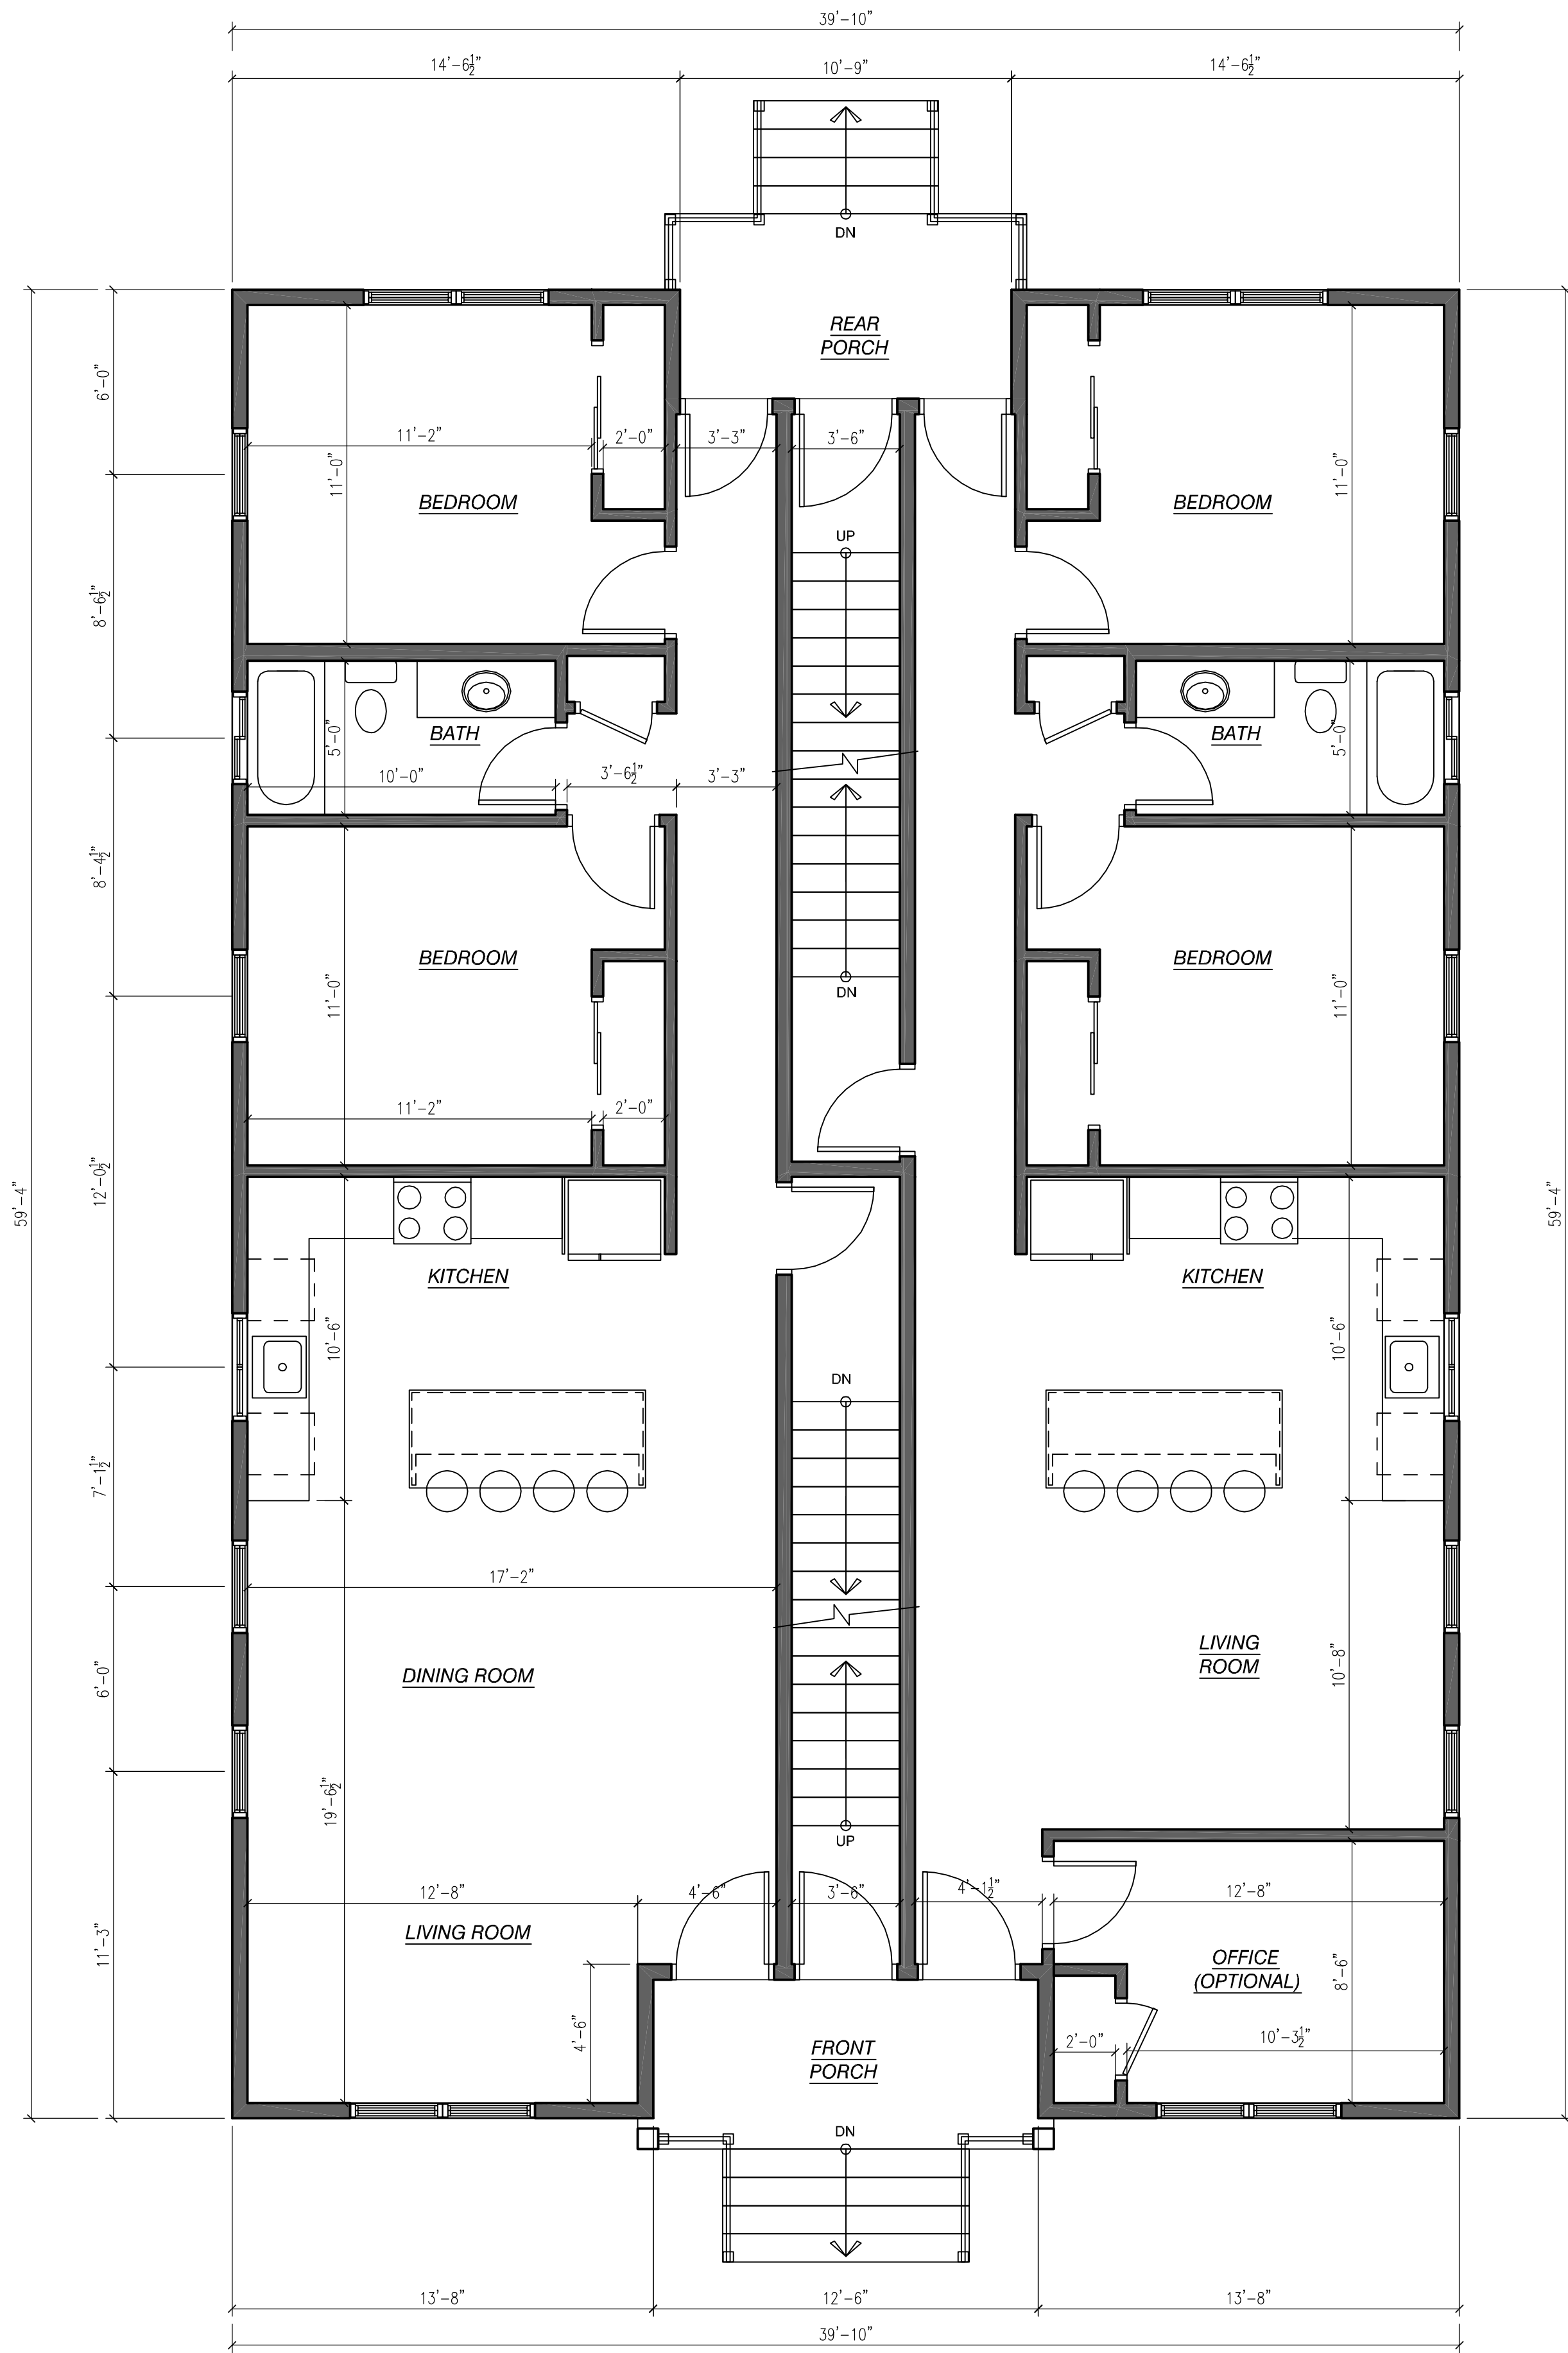 39'-10"
14'-6½"
10'-9"
14'-6½"
DN
REAR
PORCH
6'-0"
11'-2"
2'-0"
3'-3"
3'-6"
11'-0"
11'-0"
BEDROOM
BEDROOM
UP
8'-6½"
BATH
5'-0"
BATH
5'-0"
10'-0"
3'-6½"
3'-3"
8'-4½"
BEDROOM
BEDROOM
11'-0"
11'-0"
DN
11'-2"
2'-0"
59'-4"
12'-0½"
59'-4"
KITCHEN
KITCHEN
10'-6"
10'-6"
DN
7'-1½"
17'-2"
LIVING
ROOM
6'-0"
DINING ROOM
10'-8"
19'-6½"
UP
12'-8"
4'-6"
3'-6"
4'-1½"
12'-8"
11'-3"
LIVING ROOM
OFFICE
(OPTIONAL)
8'-6"
4'-6"
FRONT
PORCH
2'-0"
10'-3½"
DN
13'-8"
12'-6"
13'-8"
39'-10"